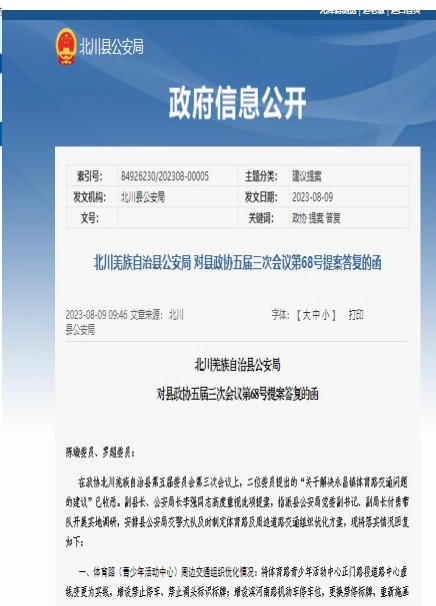 北川县公安局
政府信息公开
索引号： 84926230/202308-00005 主题分类： 建议提案
发文机构： 北川县公安局 发文日期： 2023-08-09
文号： 关键词： 政协 提案 答复
北川羌族自治县公安局 对县政协五届三次会议第68号提案答复的函
2023-08-09 09:46 文章来源： 北川 字体：【 大 中 小 】 打印
县公安局
北川羌族自治县公安局
对县政协五届三次会议第68号提案答复的函
委员、罗超委员：
在政协北川羌族自治县第五届委员会第三次会议上，二位委员提出的“关于解决永昌镇体育路交通问题
的建议”已收悉。副县长、公安局长李强同志高度重视此项提案，指派县公安局党委副书记、副局长付勇带
队开展实地调研，安排县公安局交警大队及时制定体育路及周边道路交通组织优化方案，现将落实情况回复
如下：
一、体育路（青少年活动中心）周边交通组织优化情况：将体育路青少年活动中心正门路段道路中心虚
线变更为实线，增设禁止停车、禁止调头标识标牌；增设滨河南路机动车停车位，更换禁停标牌，重新施画